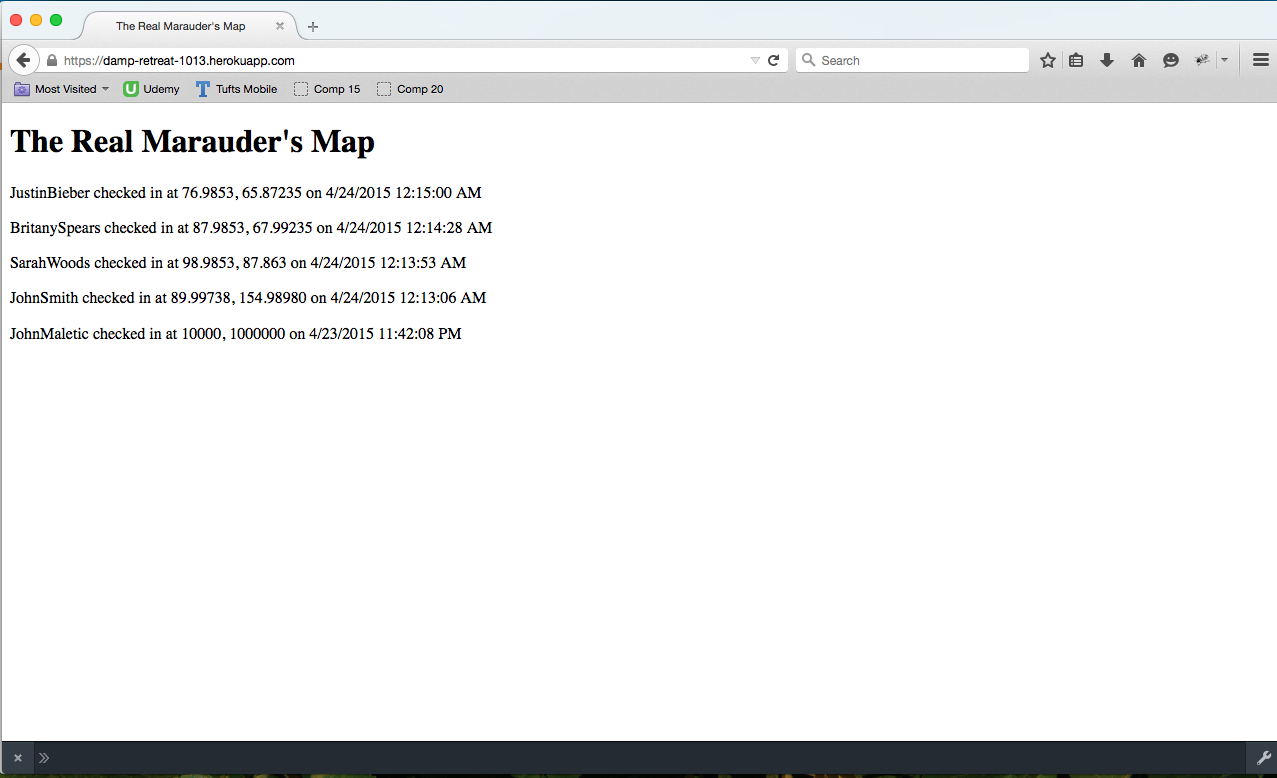 The Real Marauder's Map
https://damp-retreat-1013.herokuapp.com
Search
Most Visited
Udemy
Tufts Mobile
Comp 15
Comp 20
The Real Marauder's Map
JustinBieber checked in at 76.9853, 65.87235 on 4/24/2015 12:15:00 AM
BritanySpears checked in at 87.9853, 67.99235 on 4/24/2015 12:14:28 AM
SarahWoods checked in at 98.9853, 87.863 on 4/24/2015 12:13:53 AM
JohnSmith checked in at 89.99738, 154.98980 on 4/24/2015 12:13:06 AM
JohnMaletic checked in at 10000, 1000000 on 4/23/2015 11:42:08 PM